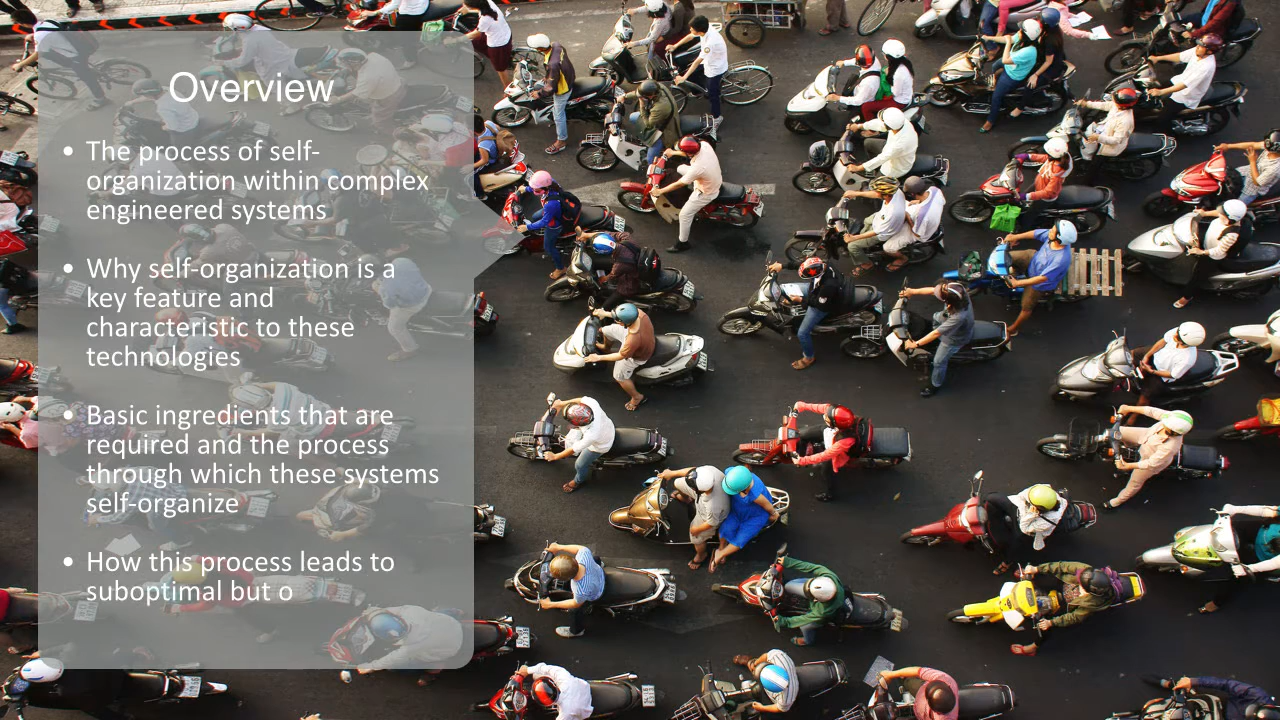 Overview
• The process of self-
organization within complex
engineered systems
• Why self-organization is a
key feature and
characteristic to these
technologies
• Basic ingredients that are
required and the process
through which these systems
self-organize
• How this process leads to
suboptimal but o